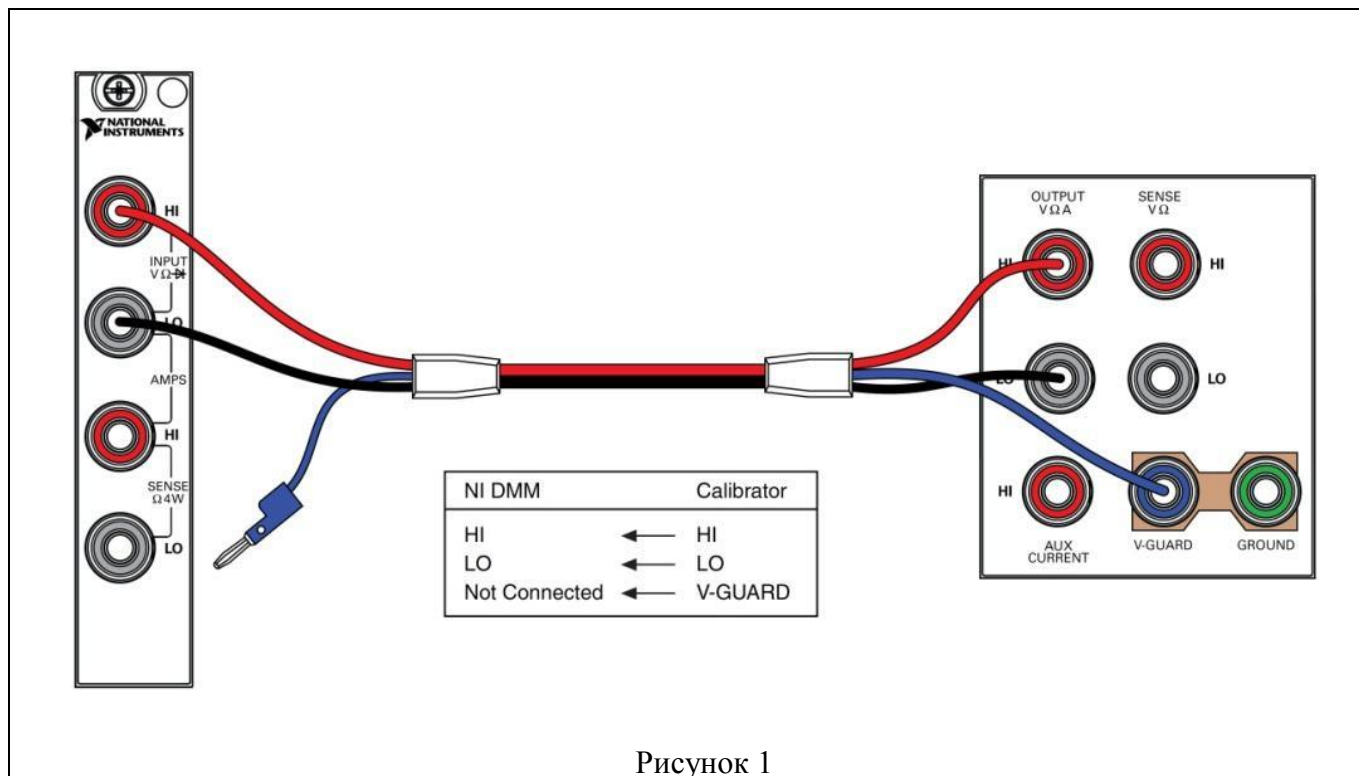 NATIONAL
INSTRUMENTS
HI
INPUT
V Ω
LO
AMPS
HI
SENSE
Ω 4W
LO
NI DMM Calibrator
HI ← HI
LO ← LO
Not Connected ← V-GUARD
OUTPUT
V Ω A
SENSE
V Ω
HI
HI
LO
LO
HI
AUX
CURRENT
V-GUARD
GROUND
Рисунок 1